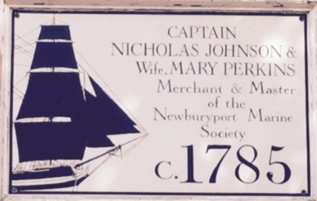 CAPTAIN
NICHOLAS JOHNSON &
Wife, MARY PERKINS
Merchant & Master
of the
Newburyport Marine
Society
c.1785